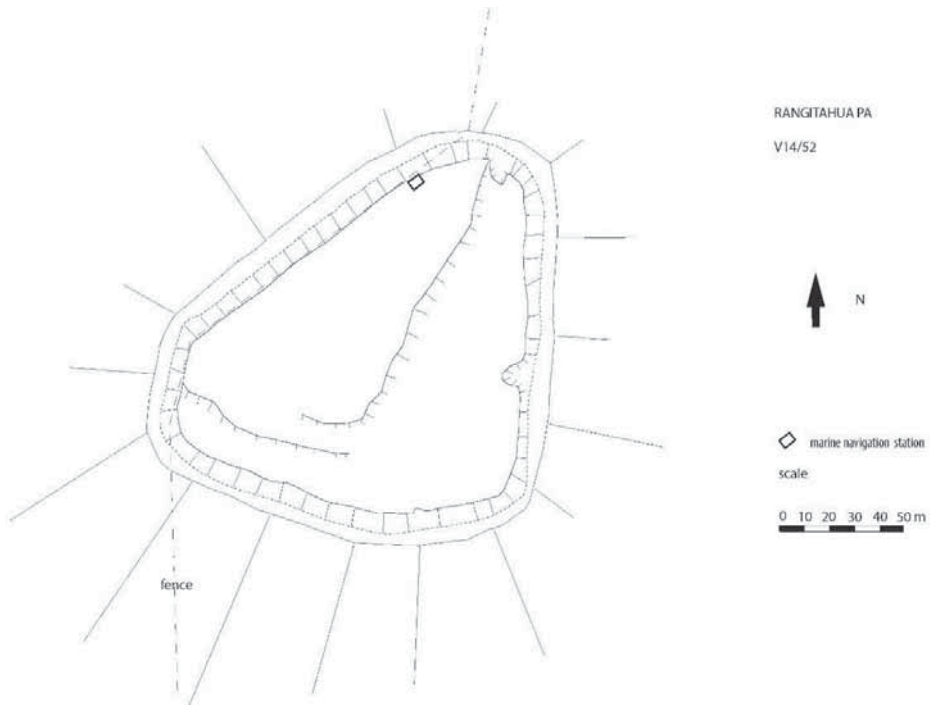 RANGITAHUA PA
V14/52
N
marine navigation station
scale
0 10 20 30 40 50 m
fence